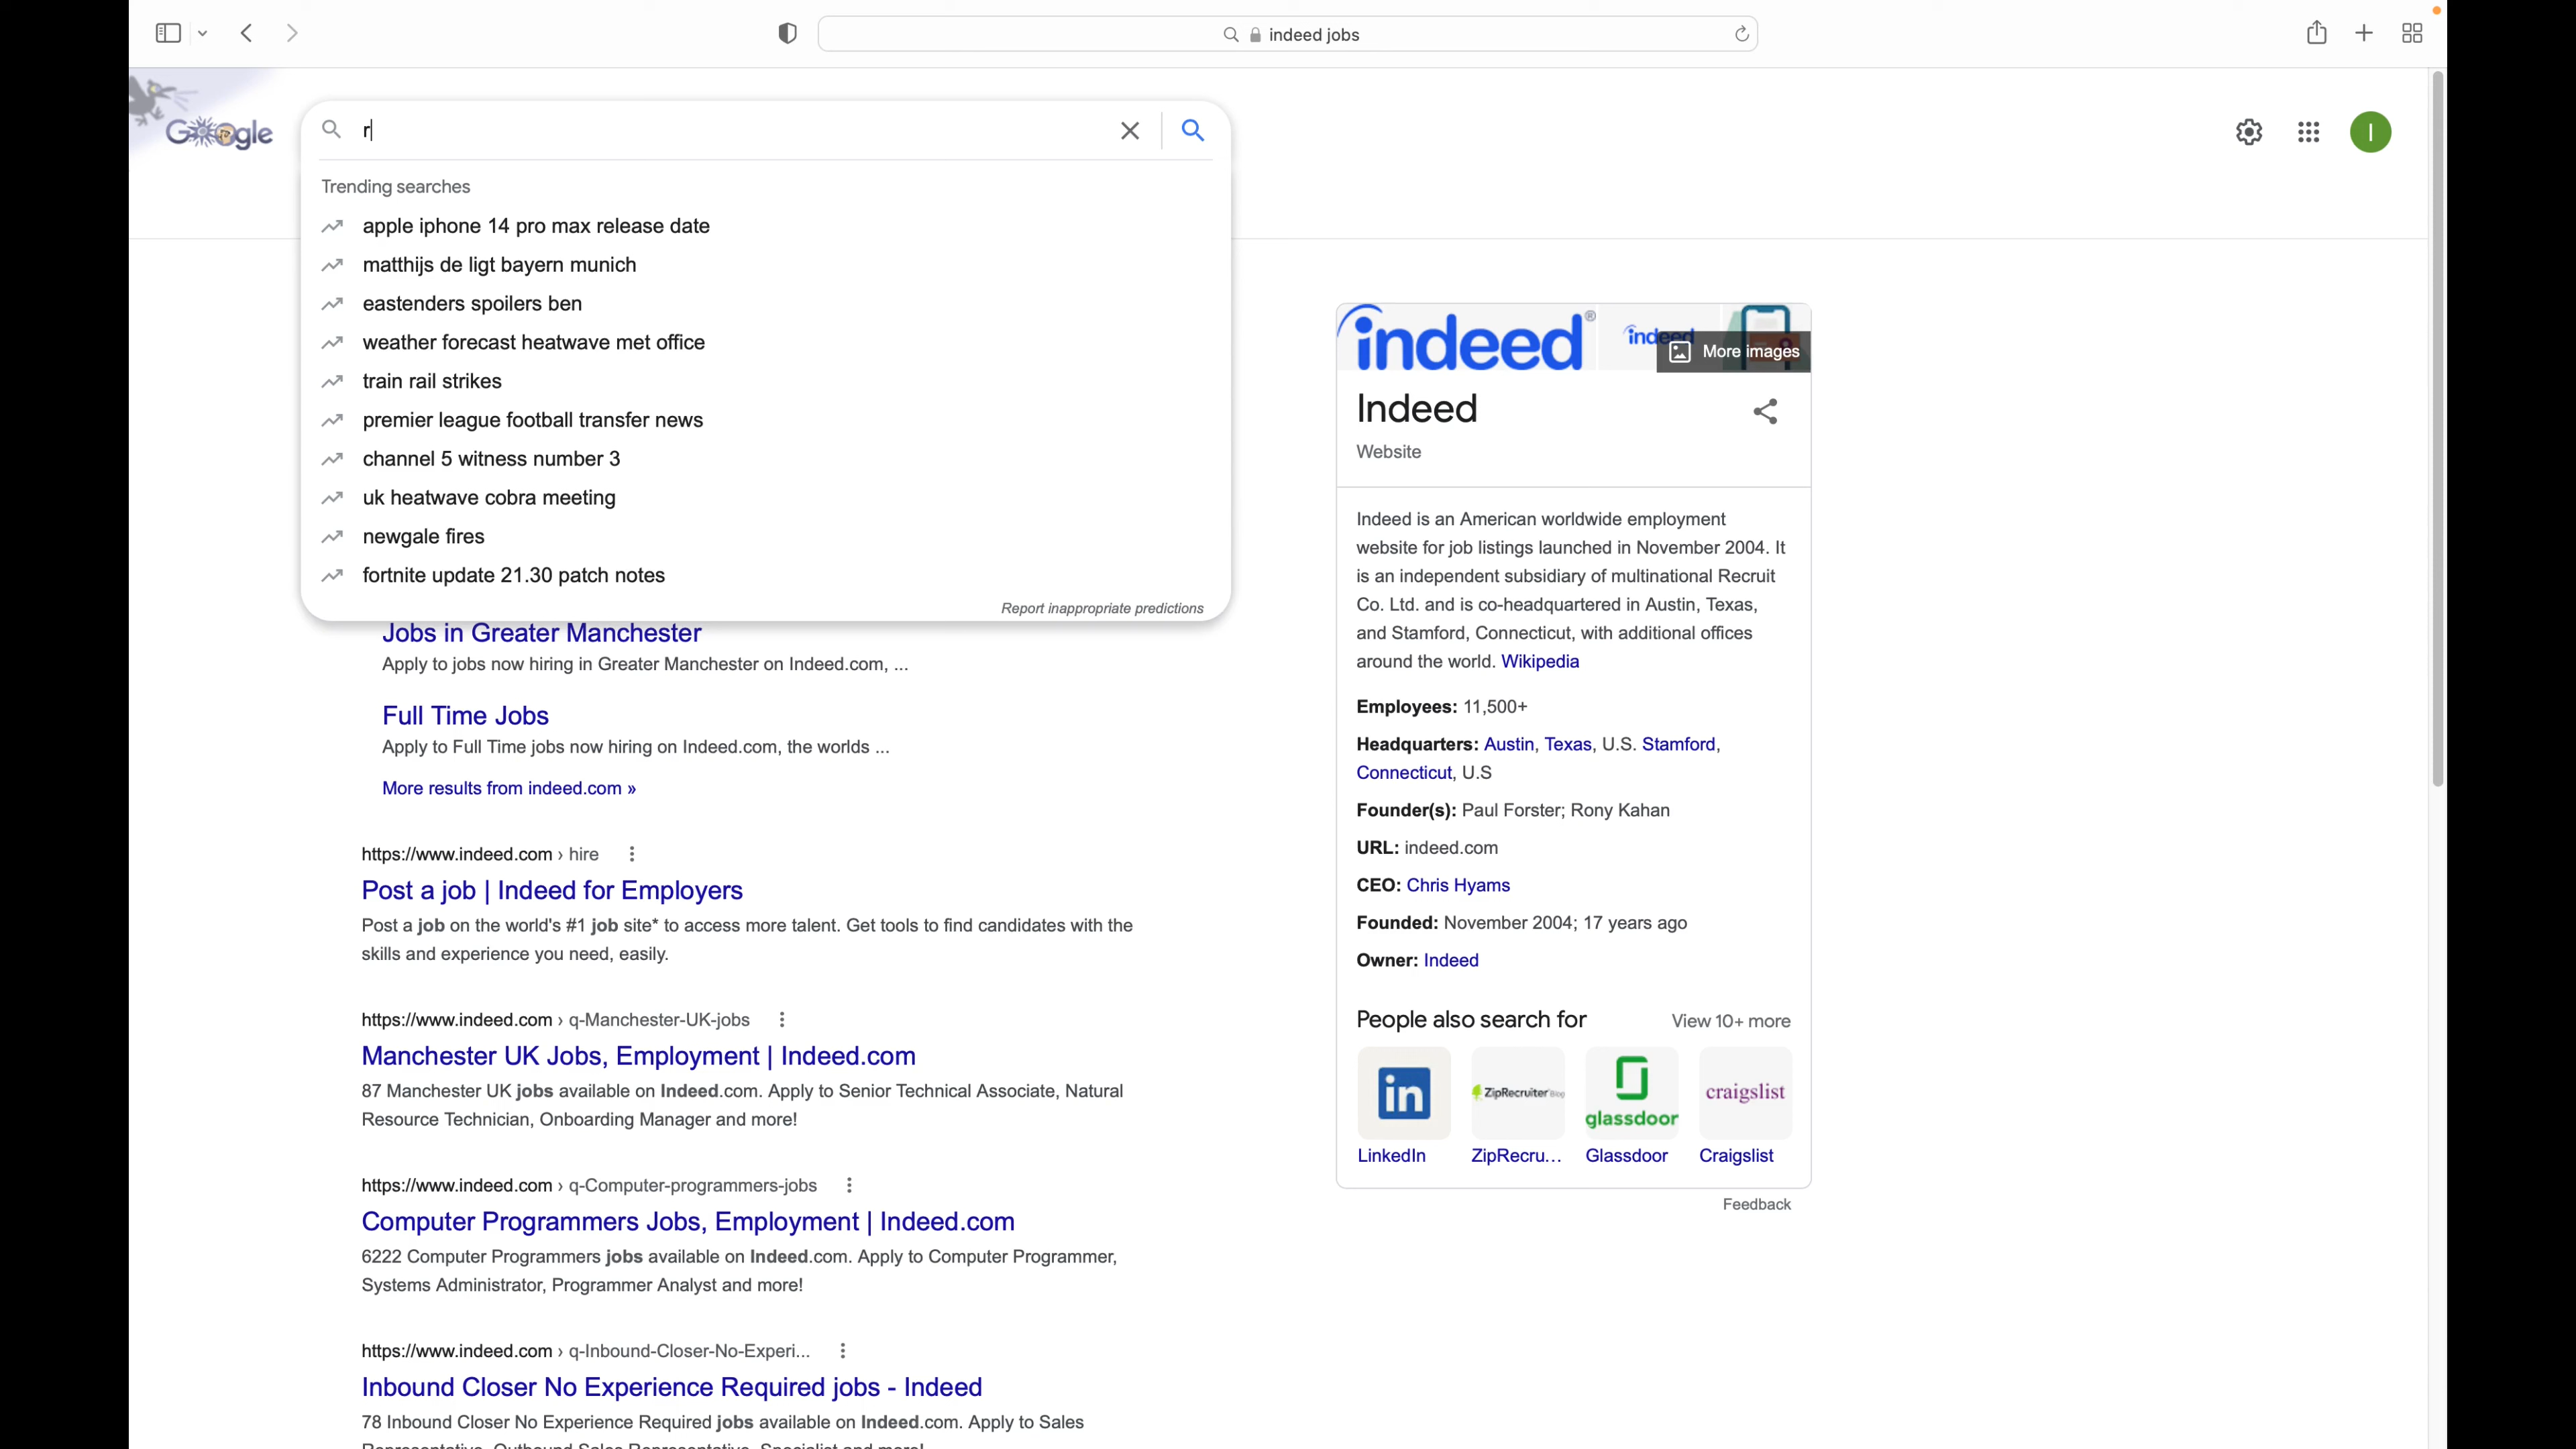 indeed jobs
Google
r
Trending searches
apple iphone 14 pro max release date
matthijs de ligt bayern munich
eastenders spoilers ben
weather forecast heatwave met office
train rail strikes
premier league football transfer news
channel 5 witness number 3
uk heatwave cobra meeting
newgale fires
fortnite update 21.30 patch notes
Report inappropriate predictions
I
Jobs in Greater Manchester
Apply to jobs now hiring in Greater Manchester on Indeed.com, ...
Full Time Jobs
Apply to Full Time jobs now hiring on Indeed.com, the worlds ...
More results from indeed.com »
https://www.indeed.com › hire
Post a job | Indeed for Employers
Post a job on the world's #1 job site* to access more talent. Get tools to find candidates with the
skills and experience you need, easily.
https://www.indeed.com › q-Manchester-UK-jobs
Manchester UK Jobs, Employment | Indeed.com
87 Manchester UK jobs available on Indeed.com. Apply to Senior Technical Associate, Natural
Resource Technician, Onboarding Manager and more!
https://www.indeed.com › q-Computer-programmers-jobs
Computer Programmers Jobs, Employment | Indeed.com
6222 Computer Programmers jobs available on Indeed.com. Apply to Computer Programmer,
Systems Administrator, Programmer Analyst and more!
https://www.indeed.com › q-Inbound-Closer-No-Experi...
Inbound Closer No Experience Required jobs - Indeed
78 Inbound Closer No Experience Required jobs available on Indeed.com. Apply to Sales
Representative, Outbound Sales Representative, Specialist and more!
indeed®
indeed
More images
Indeed
Website
Indeed is an American worldwide employment
website for job listings launched in November 2004. It
is an independent subsidiary of multinational Recruit
Co. Ltd. and is co-headquartered in Austin, Texas,
and Stamford, Connecticut, with additional offices
around the world. Wikipedia
Employees: 11,500+
Headquarters: Austin, Texas, U.S. Stamford,
Connecticut, U.S
Founder(s): Paul Forster; Rony Kahan
URL: indeed.com
CEO: Chris Hyams
Founded: November 2004; 17 years ago
Owner: Indeed
People also search for
View 10+ more
in
ZipRecruiter Blog
glassdoor
craigslist
LinkedIn
ZipRecru...
Glassdoor
Craigslist
Feedback